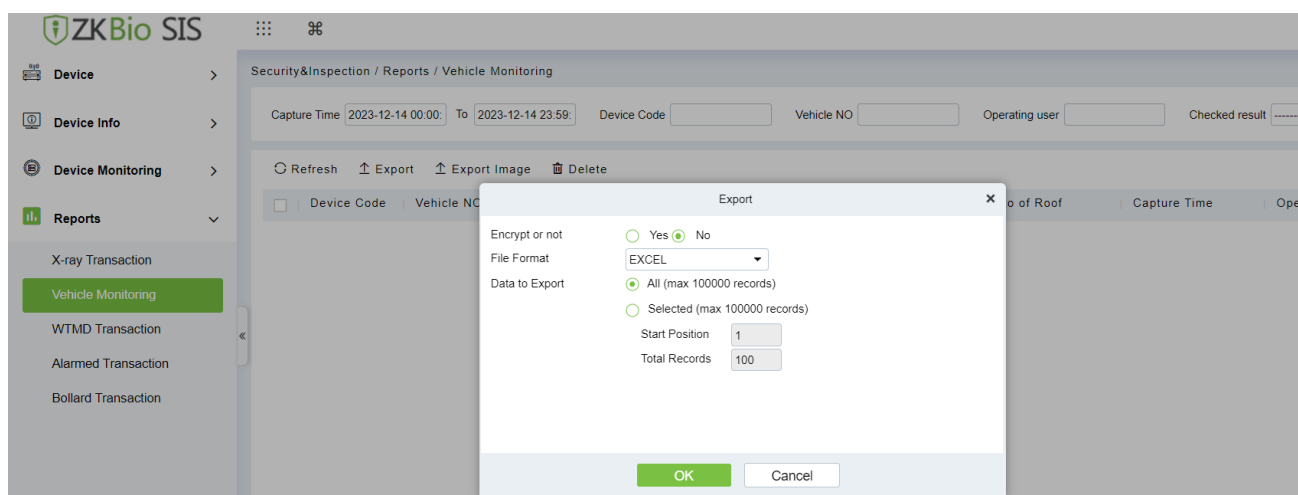 ZKBio SIS
Device
Device Info
Device Monitoring
Reports
X-ray Transaction
Vehicle Monitoring
WTMD Transaction
Alarmed Transaction
Bollard Transaction
Security&Inspection / Reports / Vehicle Monitoring
Capture Time 2023-12-14 00:00: To 2023-12-14 23:59: Device Code Vehicle NO Operating user Checked result -------
Refresh Export Export Image Delete
Device Code Vehicle NO o of Roof Capture Time Ope
Export
Encrypt or not Yes No
File Format EXCEL
Data to Export All (max 100000 records)
Selected (max 100000 records)
Start Position 1
Total Records 100
OK Cancel